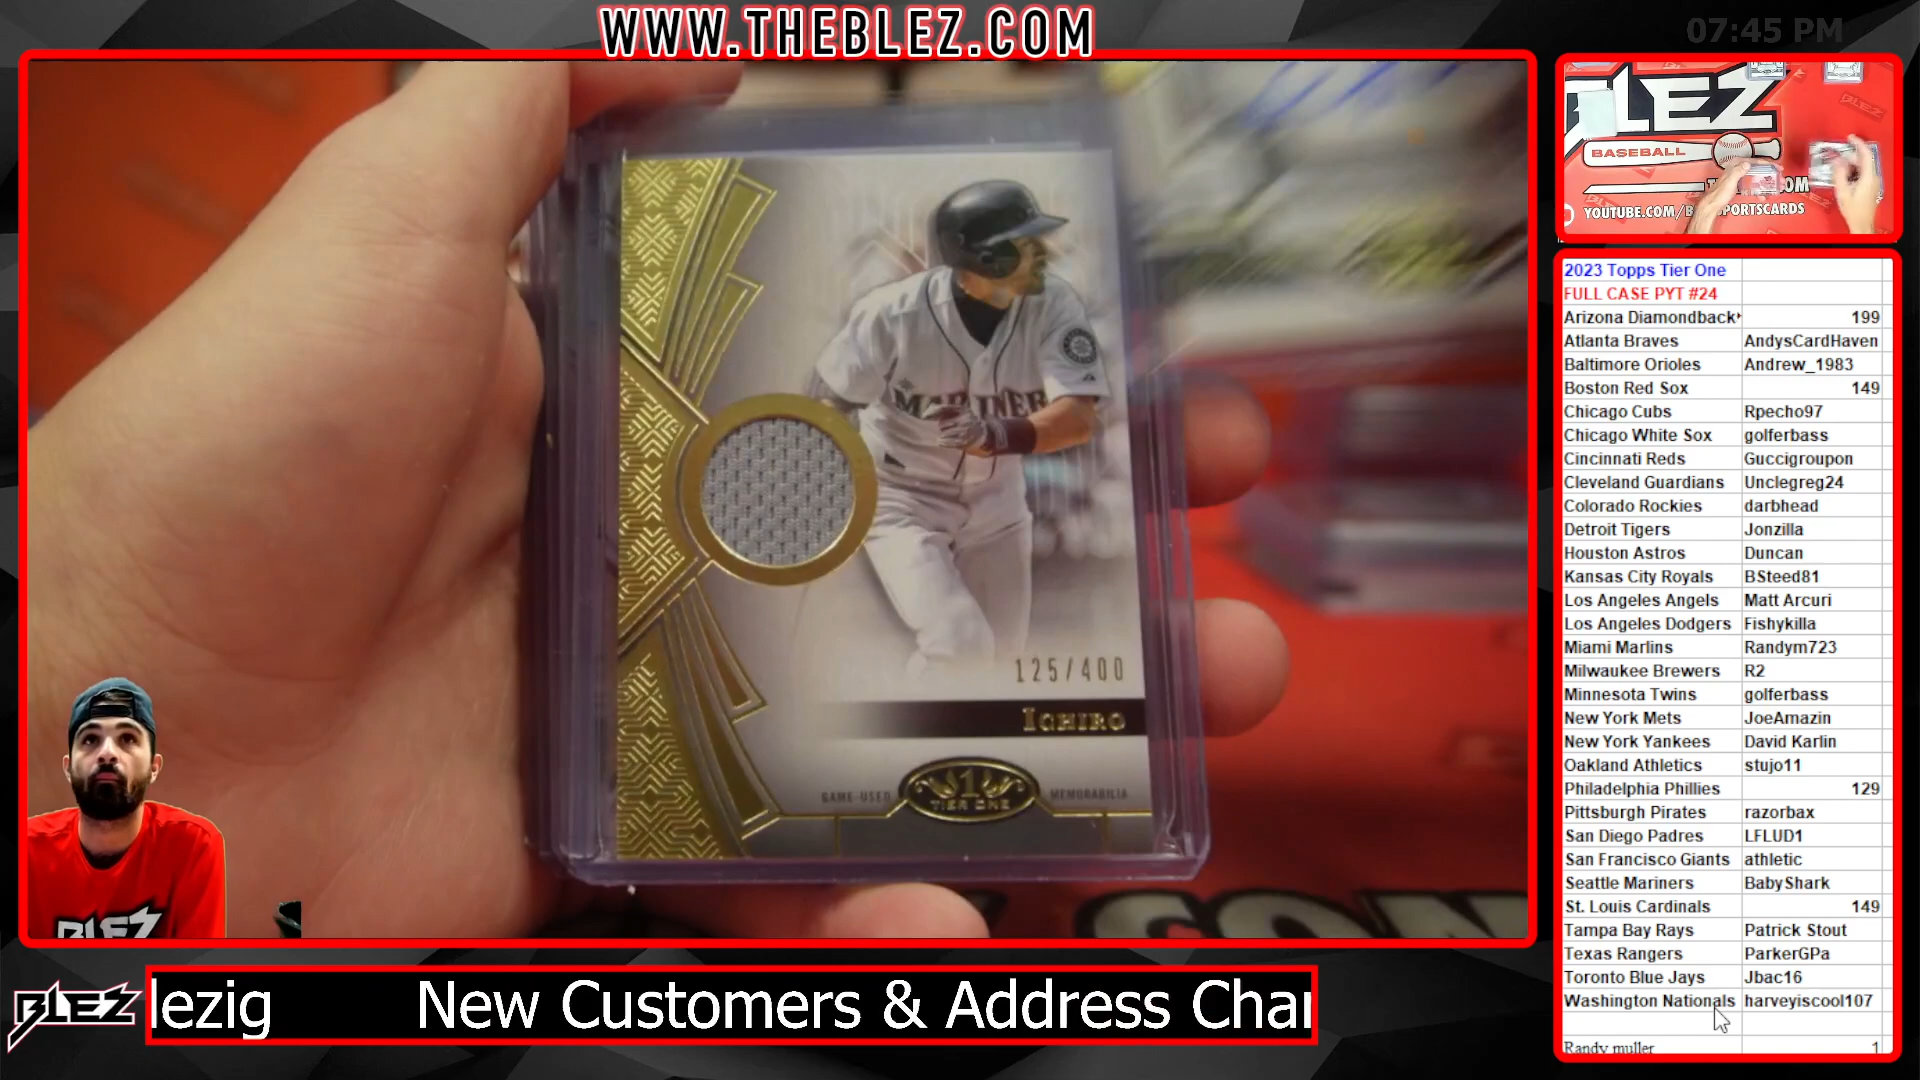 WWW.THEBLEZ.COM
07:45 PM
MARINERS
125/400
ICHIRO
GAME-USED
1
TIER ONE
MEMORABILIA
BLEZ
BASEBALL
YOUTUBE.COM/
2023 Topps Tier One
FULL CASE PYT #24
Arizona Diamondback 199
Atlanta Braves AndysCardHaven
Baltimore Orioles Andrew_1983
Boston Red Sox 149
Chicago Cubs Rpecho97
Chicago White Sox golferbass
Cincinnati Reds Guccigroupon
Cleveland Guardians Unclegreg24
Colorado Rockies darbhead
Detroit Tigers Jonzilla
Houston Astros Duncan
Kansas City Royals BSteed81
Los Angeles Angels Matt Arcuri
Los Angeles Dodgers Fishykilla
Miami Marlins Randym723
Milwaukee Brewers R2
Minnesota Twins golferbass
New York Mets JoeAmazin
New York Yankees David Karlin
Oakland Athletics stujo11
Philadelphia Phillies 129
Pittsburgh Pirates razorbax
San Diego Padres LFLUD1
San Francisco Giants athletic
Seattle Mariners BabyShark
St. Louis Cardinals 149
Tampa Bay Rays Patrick Stout
Texas Rangers ParkerGPa
Toronto Blue Jays Jbac16
Washington Nationals harveyiscool107
Randy muller 1
BLEZ
BLEZ
lezig New Customers & Address Char